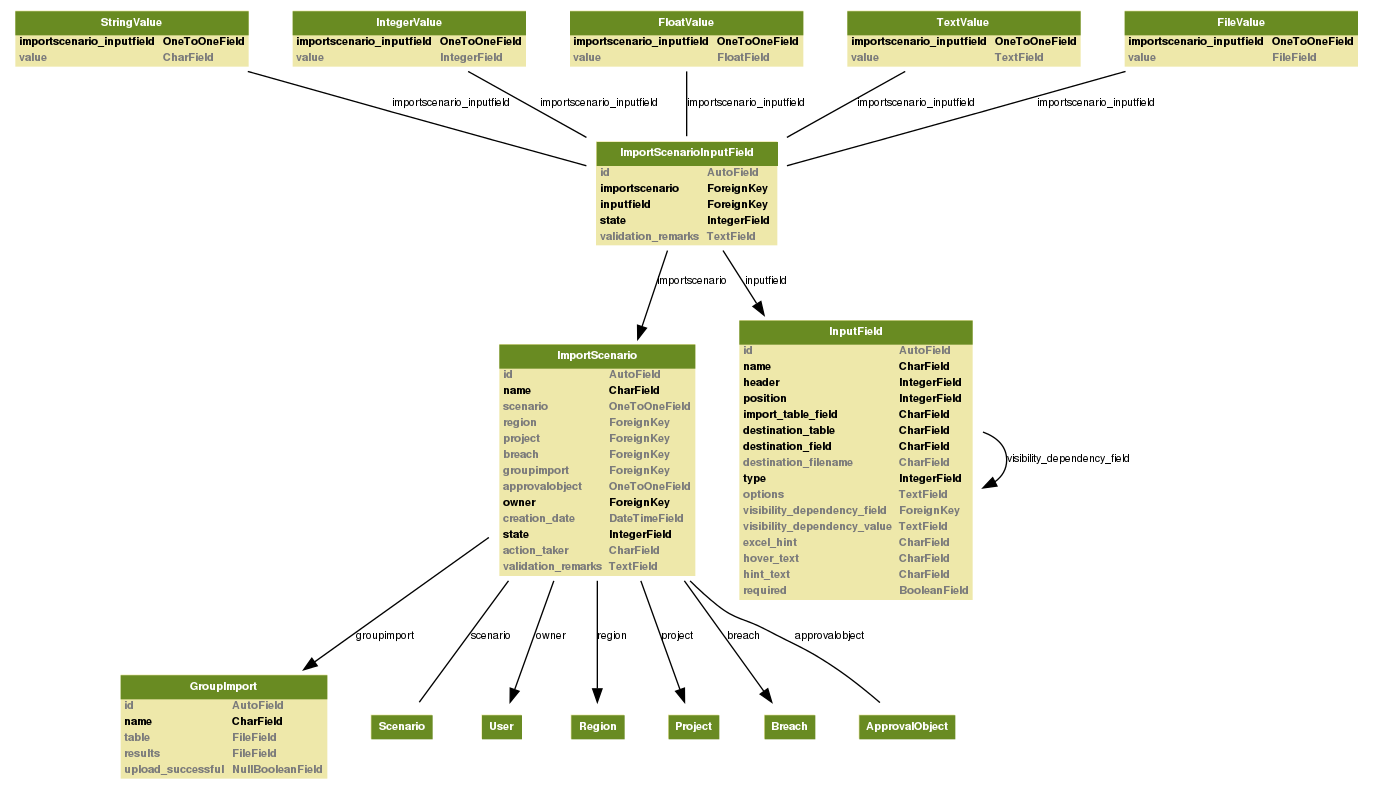 StringValue
importscenario_inputfield OneToOneField
value CharField
IntegerValue
importscenario_inputfield OneToOneField
value IntegerField
FloatValue
importscenario_inputfield OneToOneField
value FloatField
TextValue
importscenario_inputfield OneToOneField
value TextField
FileValue
importscenario_inputfield OneToOneField
value FileField
importscenario_inputfield
importscenario_inputfield
importscenario_inputfield
importscenario_inputfield
importscenario_inputfield
ImportScenarioInputField
id AutoField
importscenario ForeignKey
inputfield ForeignKey
state IntegerField
validation_remarks TextField
importscenario
inputfield
ImportScenario
id AutoField
name CharField
scenario OneToOneField
region ForeignKey
project ForeignKey
breach ForeignKey
groupimport ForeignKey
approvalobject OneToOneField
owner ForeignKey
creation_date DateTimeField
state IntegerField
action_taker CharField
validation_remarks TextField
InputField
id AutoField
name CharField
header IntegerField
position IntegerField
import_table_field CharField
destination_table CharField
destination_field CharField
destination_filename CharField
type IntegerField
options TextField
visibility_dependency_field ForeignKey
visibility_dependency_value TextField
excel_hint CharField
hover_text CharField
hint_text CharField
required BooleanField
visibility_dependency_field
groupimport
scenario
owner
region
project
breach
approvalobject
GroupImport
id AutoField
name CharField
table FileField
results FileField
upload_successful NullBooleanField
Scenario
User
Region
Project
Breach
ApprovalObject